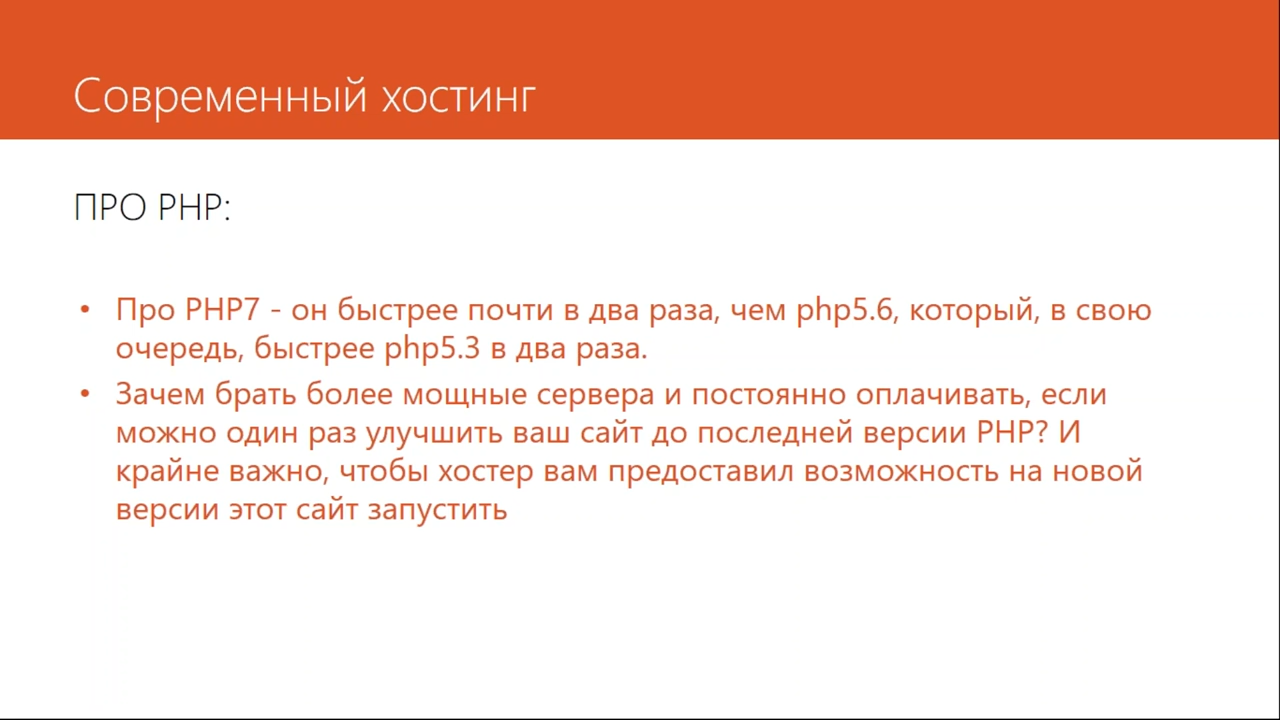 Современный хостинг
ПРО PHP:
• Про PHP7 - он быстрее почти в два раза, чем php5.6, который, в свою
очередь, быстрее php5.3 в два раза.
• Зачем брать более мощные сервера и постоянно оплачивать, если
можно один раз улучшить ваш сайт до последней версии PHP? И
крайне важно, чтобы хостер вам предоставил возможность на новой
версии этот сайт запустить